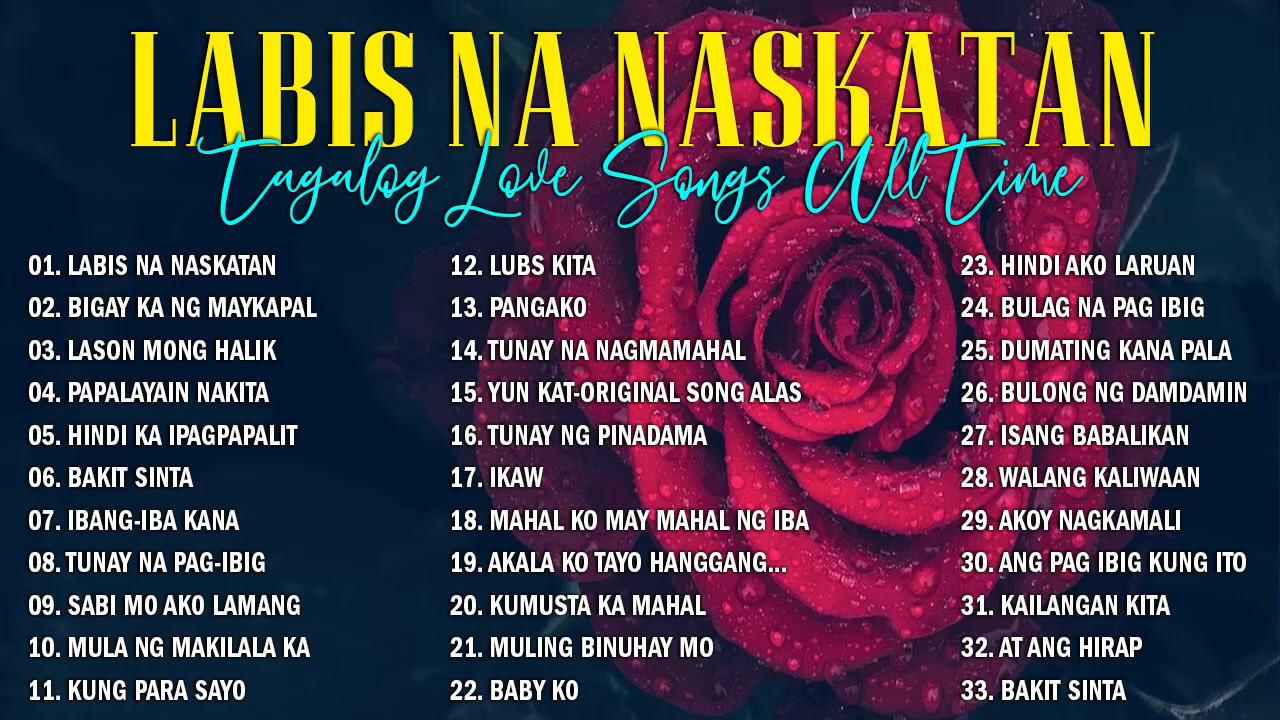 LABIS NA NASKATAN
Tagalog Love Songs All Time
01. LABIS NA NASKATAN
02. BIGAY KA NG MAYKAPAL
03. LASON MONG HALIK
04. PAPALAYAIN NAKITA
05. HINDI KA IPAGPAPALIT
06. BAKIT SINTA
07. IBANG-IBA KANA
08. TUNAY NA PAG-IBIG
09. SABI MO AKO LAMANG
10. MULA NG MAKILALA KA
11. KUNG PARA SAYO
12. LUBS KITA
13. PANGAKO
14. TUNAY NA NAGMAMAHAL
15. YUN KAT-ORIGINAL SONG ALAS
16. TUNAY NG PINADAMA
17. IKAW
18. MAHAL KO MAY MAHAL NG IBA
19. AKALA KO TAYO HANGGANG...
20. KUMUSTA KA MAHAL
21. MULING BINUHAY MO
22. BABY KO
23. HINDI AKO LARUAN
24. BULAG NA PAG IBIG
25. DUMATING KANA PALA
26. BULONG NG DAMDAMIN
27. ISANG BABALIKAN
28. WALANG KALIWAAN
29. AKOY NAGKAMALI
30. ANG PAG IBIG KUNG ITO
31. KAILANGAN KITA
32. AT ANG HIRAP
33. BAKIT SINTA